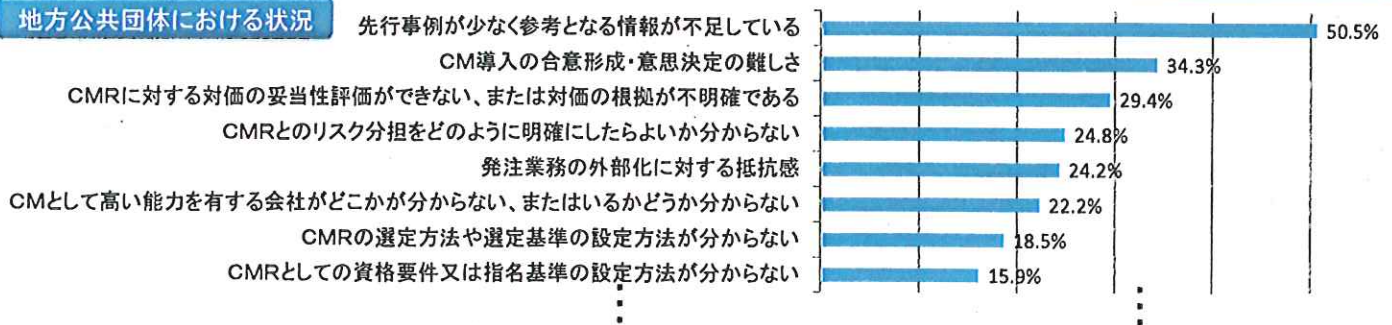 地方公共団体における状況
先行事例が少なく参考となる情報が不足している 50.5%
CM導入の合意形成・意思決定の難しさ 34.3%
CMRに対する対価の妥当性評価ができない、または対価の根拠が不明確である 29.4%
CMRとのリスク分担をどのように明確にしたらよいか分からない 24.8%
発注業務の外部化に対する抵抗感 24.2%
CMとして高い能力を有する会社がどこかが分からない、またはいるかどうか分からない 22.2%
CMRの選定方法や選定基準の設定方法が分からない 18.5%
CMRとしての資格要件又は指名基準の設定方法が分からない 15.9%